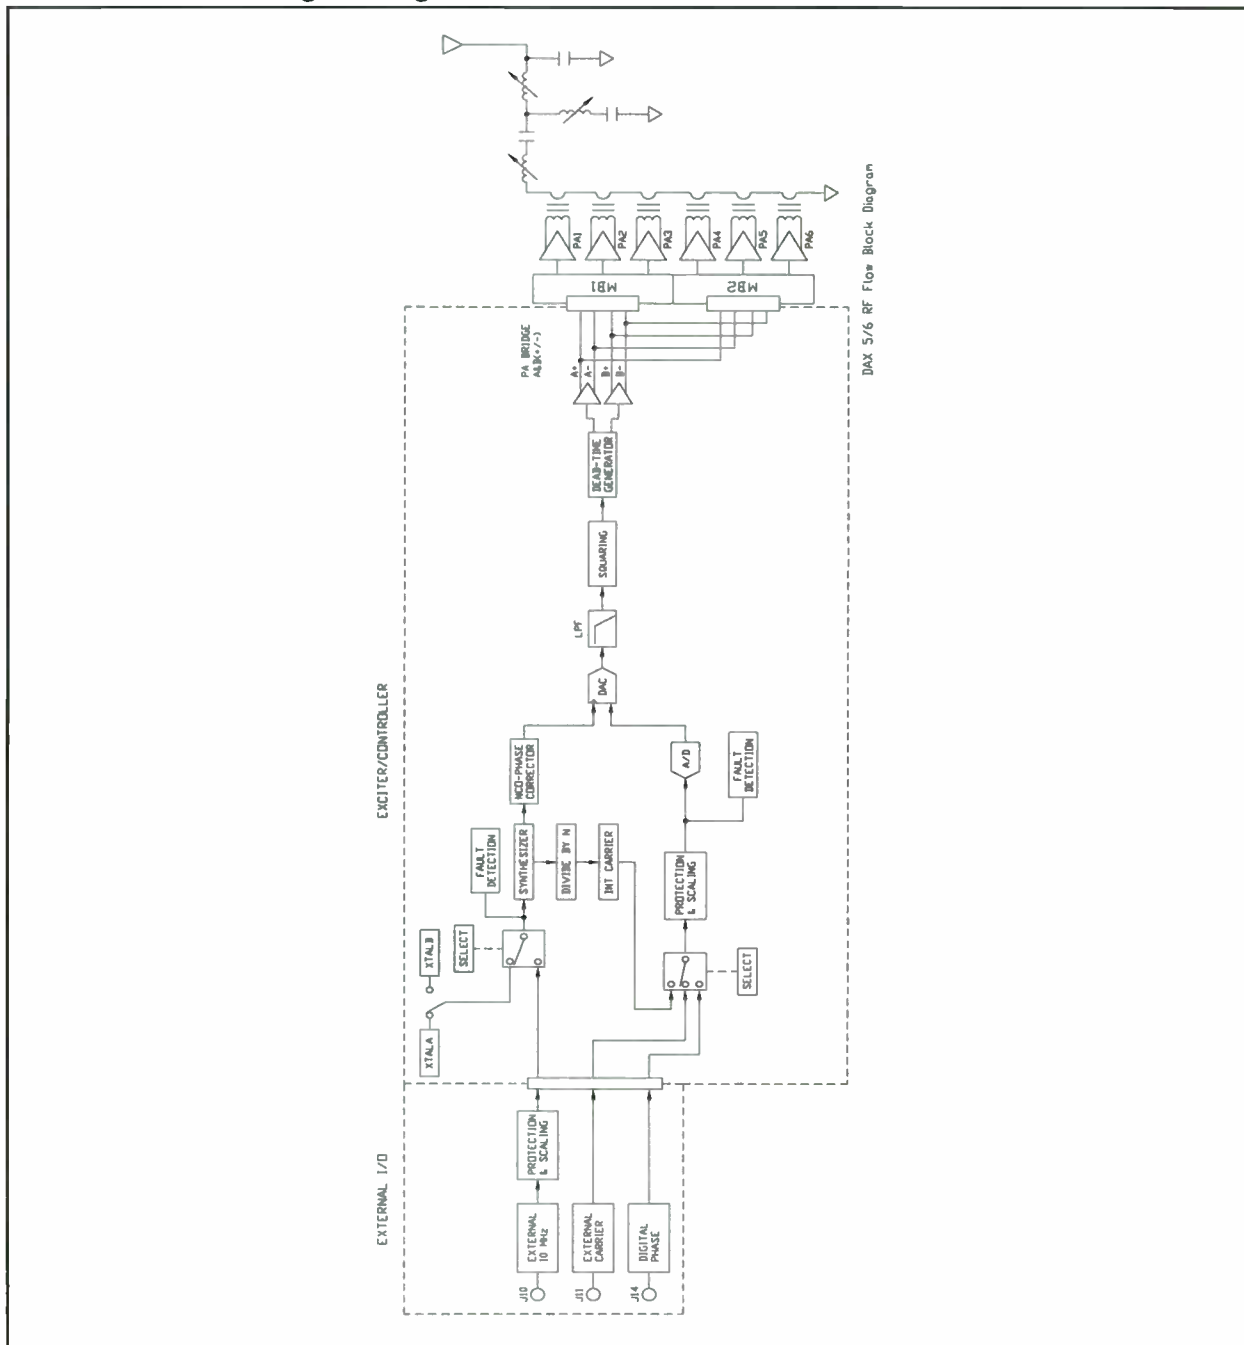 EXTERNAL I/O
J10
EXTERNAL
10 MHz
PROTECTION
& SCALING
J11
EXTERNAL
CARRIER
J14
DIGITAL
PHASE
EXCITER/CONTROLLER
XTALA
XTALB
SELECT
FAULT
DETECTION
SYNTHESIZER
NCO-PHASE
CORRECTOR
DIVIDE BY N
INT CARRIER
SELECT
PROTECTION
& SCALING
FAULT
DETECTION
A/D
DAC
LPF
SQUARING
DEAD-TIME
GENERATOR
PA BRIDGE
A&B(+/-)
A+
A-
B+
B-
MB1
MB2
PA1
PA2
PA3
PA4
PA5
PA6
DAX 5/6 RF Flow Block Diagram